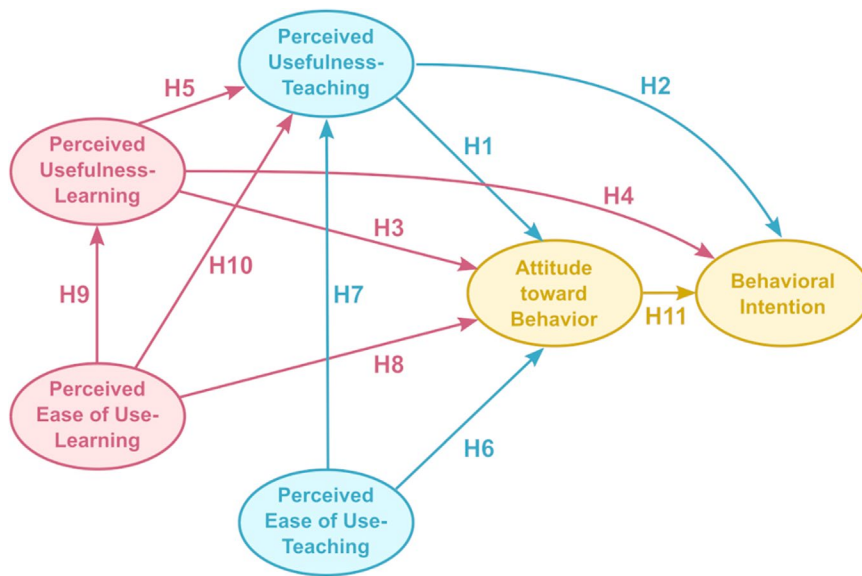 Perceived
Usefulness-
Teaching
H5
H2
Perceived
Usefulness-
Learning
H1
H4
H3
H10
Attitude
toward
Behavior
Behavioral
Intention
H9
H7
H11
H8
Perceived
Ease of Use-
Learning
H6
Perceived
Ease of Use-
Teaching